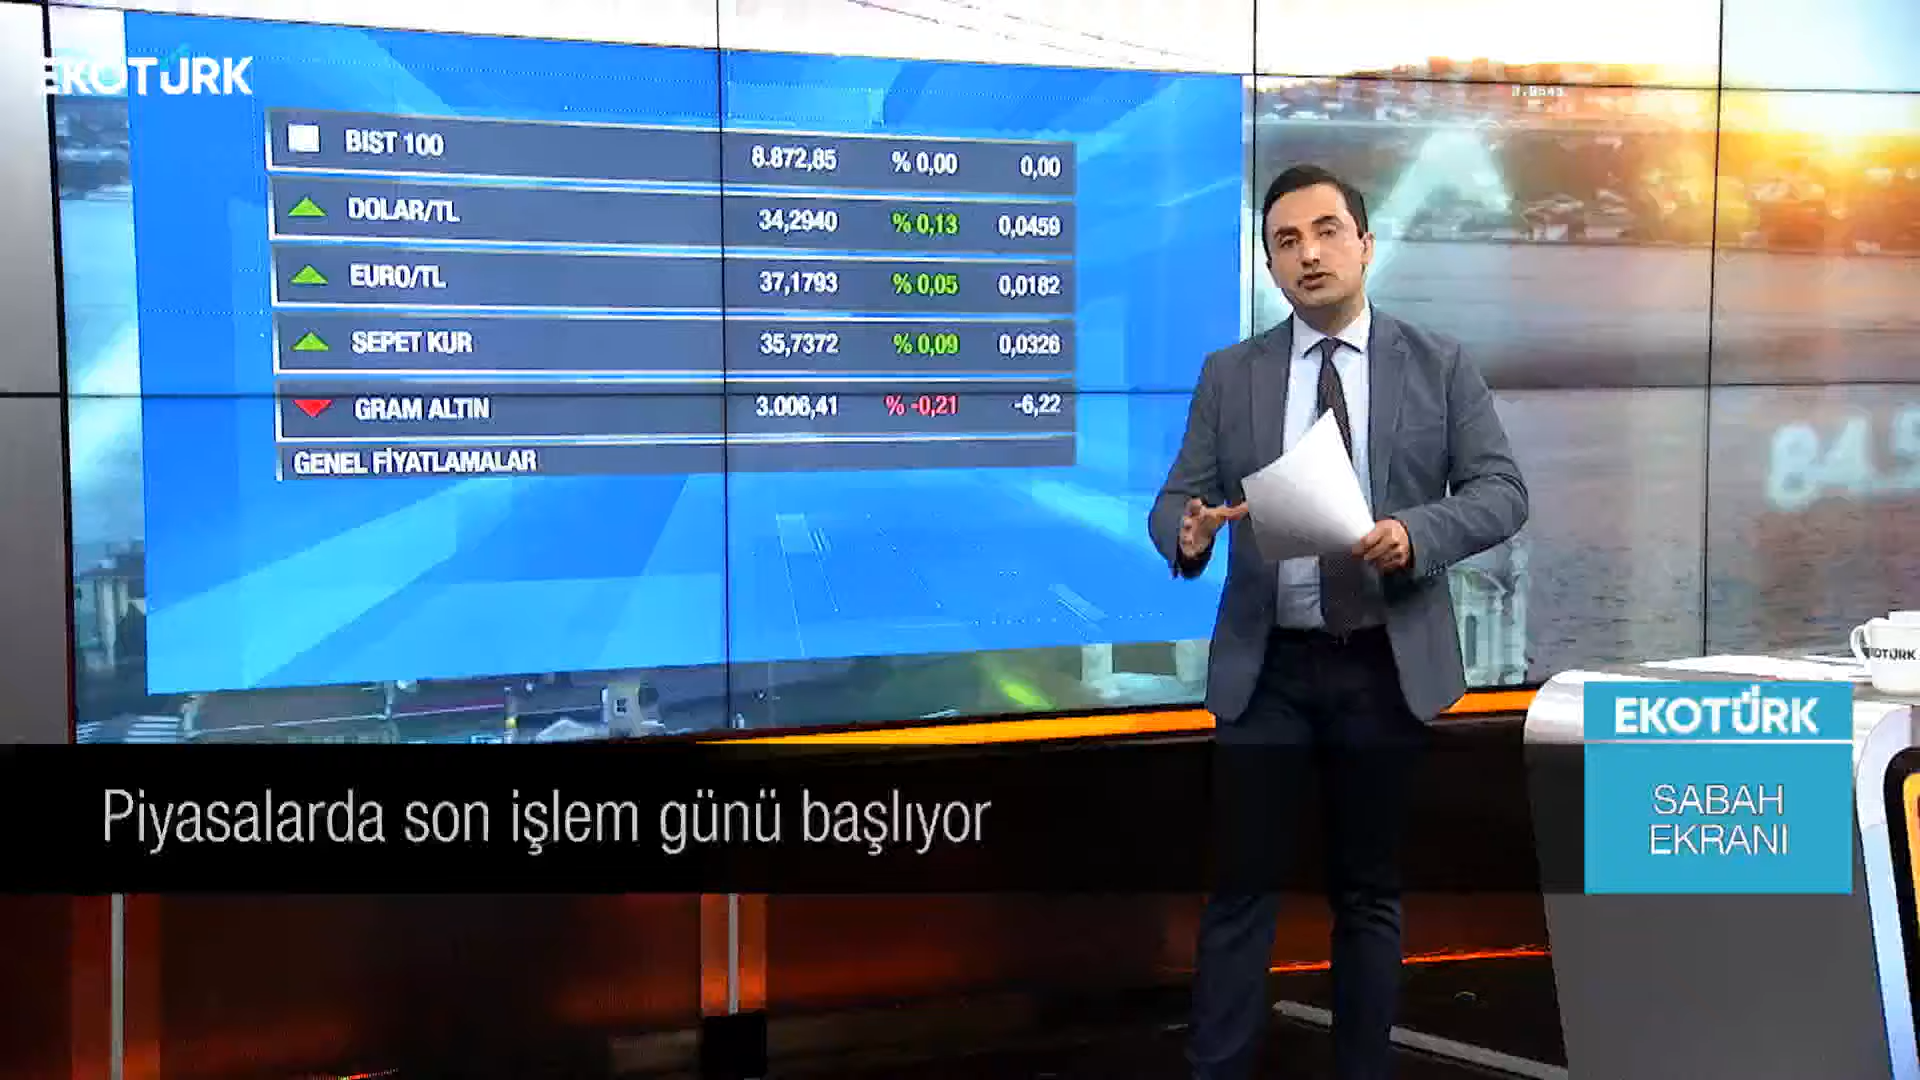 EKOTÜRK
BIST 100 8.872,85 % 0,00 0,00
DOLAR/TL 34,2940 % 0,13 0,0459
EURO/TL 37,1793 % 0,05 0,0182
SEPET KUR 35,7372 % 0,09 0,0326
GRAM ALTIN 3.006,41 % -0,21 -6,22
GENEL FİYATLAMALAR
EKOTÜRK
Piyasalarda son işlem günü başlıyor
SABAH
EKRANI